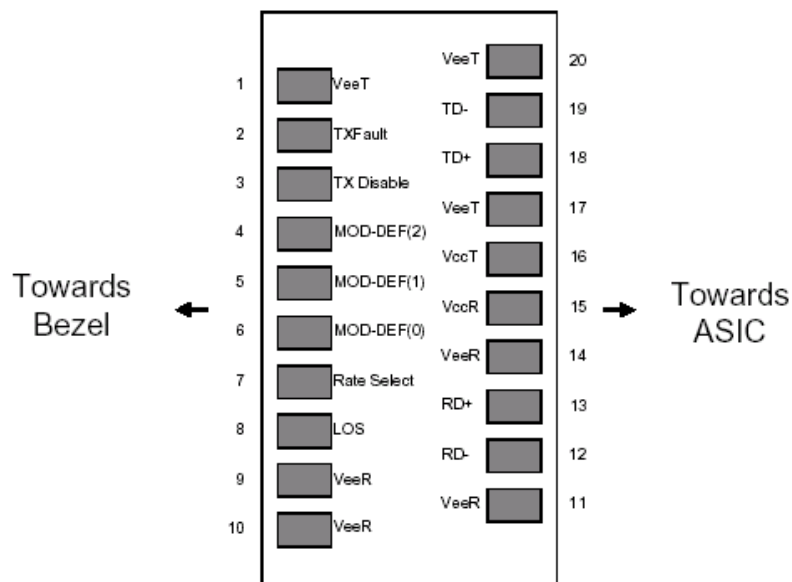 VeeT 20
1 VeeT
TD- 19
2 TXFault
TD+ 18
3 TX Disable
VeeT 17
4 MOD-DEF(2)
VccT 16
5 MOD-DEF(1)
Towards
Bezel
VccR 15
Towards
ASIC
6 MOD-DEF(0)
VeeR 14
7 Rate Select
RD+ 13
8 LOS
RD- 12
9 VeeR
VeeR 11
10 VeeR